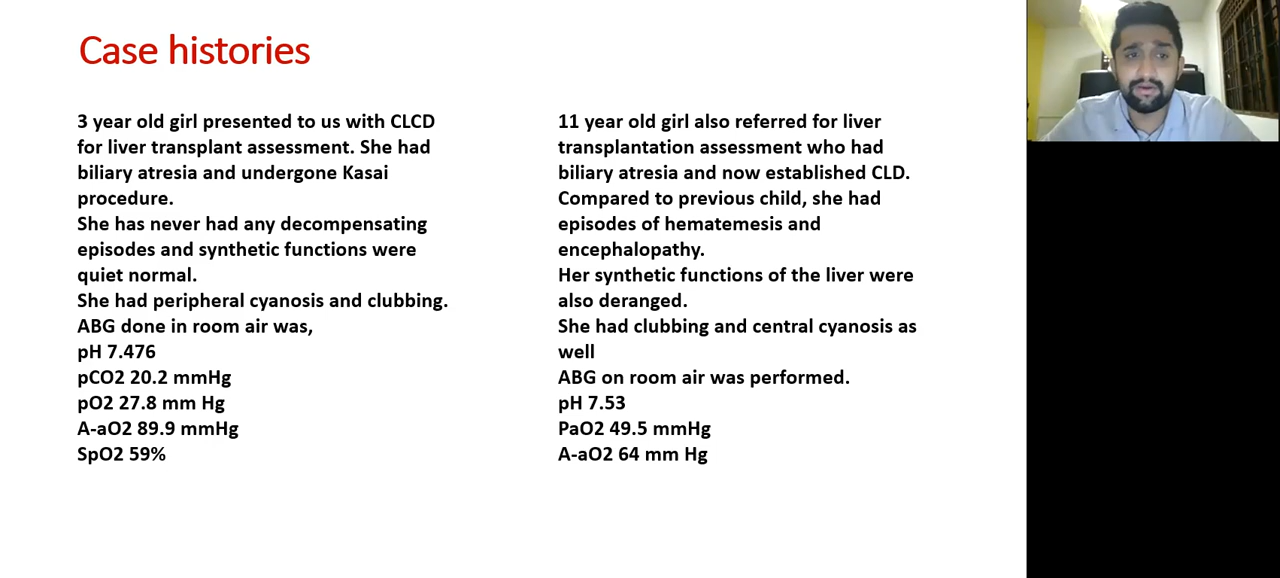 Case histories
3 year old girl presented to us with CLCD
for liver transplant assessment. She had
biliary atresia and undergone Kasai
procedure.
She has never had any decompensating
episodes and synthetic functions were
quiet normal.
She had peripheral cyanosis and clubbing.
ABG done in room air was,
pH 7.476
pCO2 20.2 mmHg
pO2 27.8 mm Hg
A-aO2 89.9 mmHg
SpO2 59%
11 year old girl also referred for liver
transplantation assessment who had
biliary atresia and now established CLD.
Compared to previous child, she had
episodes of hematemesis and
encephalopathy.
Her synthetic functions of the liver were
also deranged.
She had clubbing and central cyanosis as
well
ABG on room air was performed.
pH 7.53
PaO2 49.5 mmHg
A-aO2 64 mm Hg